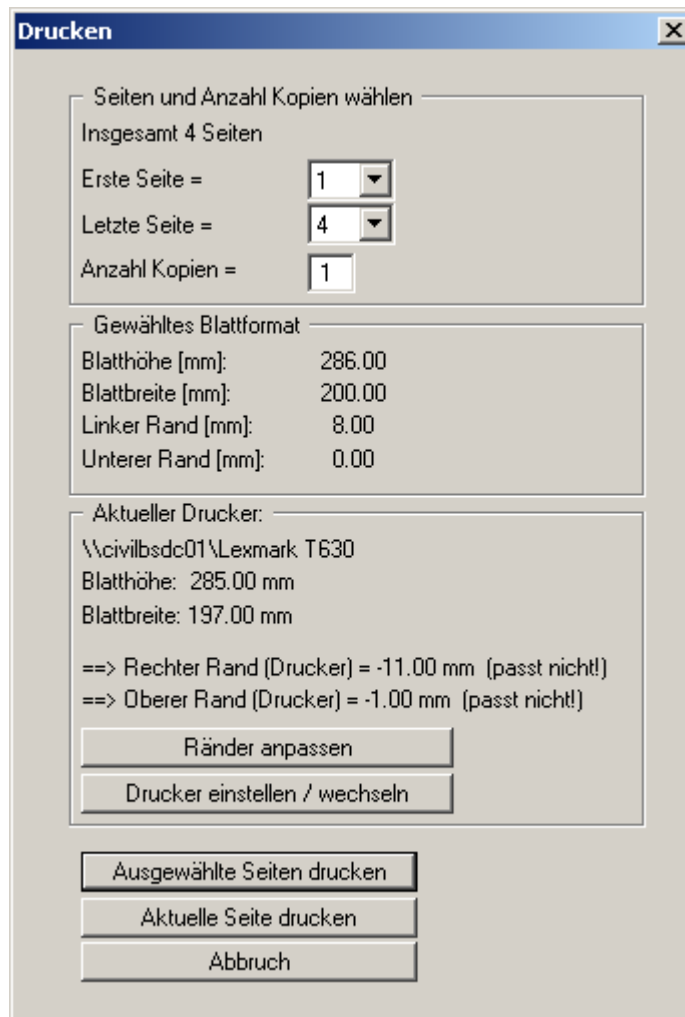 Drucken
Seiten und Anzahl Kopien wählen
Insgesamt 4 Seiten
Erste Seite = 1
Letzte Seite = 4
Anzahl Kopien = 1
Gewähltes Blattformat
Blatthöhe [mm]: 286.00
Blattbreite [mm]: 200.00
Linker Rand [mm]: 8.00
Unterer Rand [mm]: 0.00
Aktueller Drucker:
\\civilbsdc01\Lexmark T630
Blatthöhe: 285.00 mm
Blattbreite: 197.00 mm
==> Rechter Rand (Drucker) = -11.00 mm (passt nicht!)
==> Oberer Rand (Drucker) = -1.00 mm (passt nicht!)
Ränder anpassen
Drucker einstellen / wechseln
Ausgewählte Seiten drucken
Aktuelle Seite drucken
Abbruch